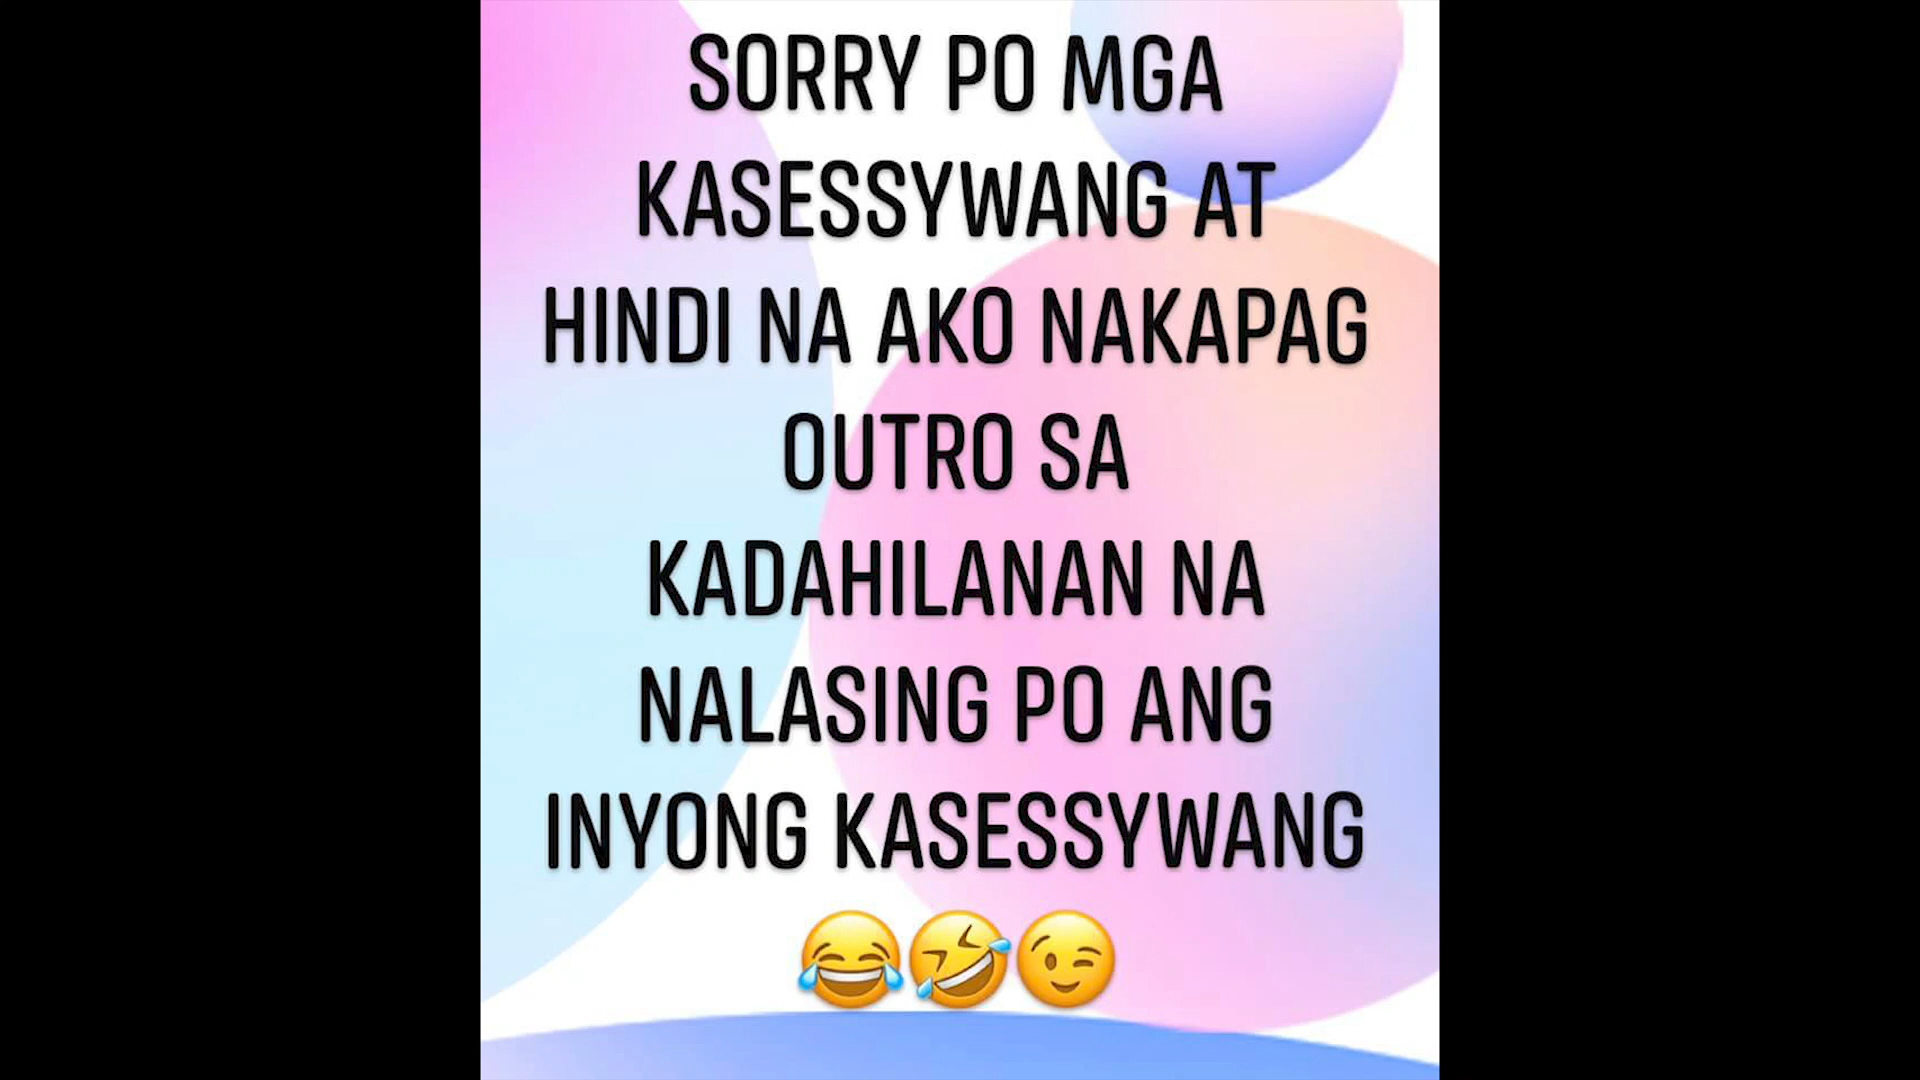 SORRY PO MGA
KASESSYWANG AT
HINDI NA AKO NAKAPAG
OUTRO SA
KADAHILANAN NA
NALASING PO ANG
INYONG KASESSYWANG
😂🤣😉